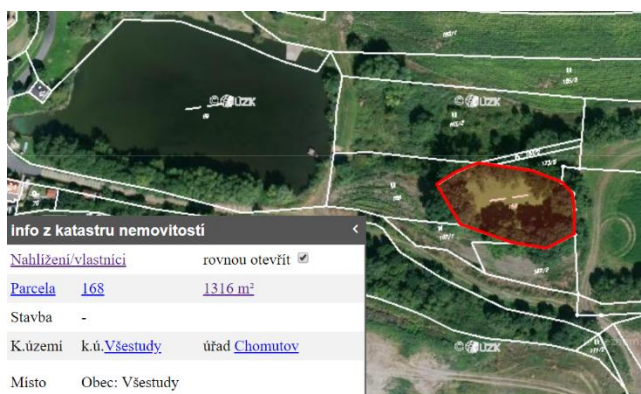 © ČÚZK
© ČÚZK
info z katastru nemovitostí <
Nahlížení/vlastníci rovnou otevřít
Parcela 168 1316 m²
Stavba -
K.území k.ú.Všestudy úřad Chomutov
© ČÚZK
Místo Obec: Všestudy